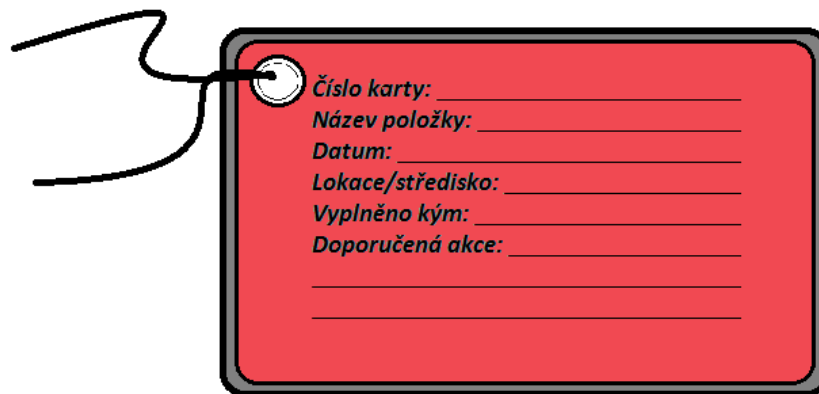 Číslo karty:
Název položky:
Datum:
Lokace/středisko:
Vyplněno kým:
Doporučená akce: